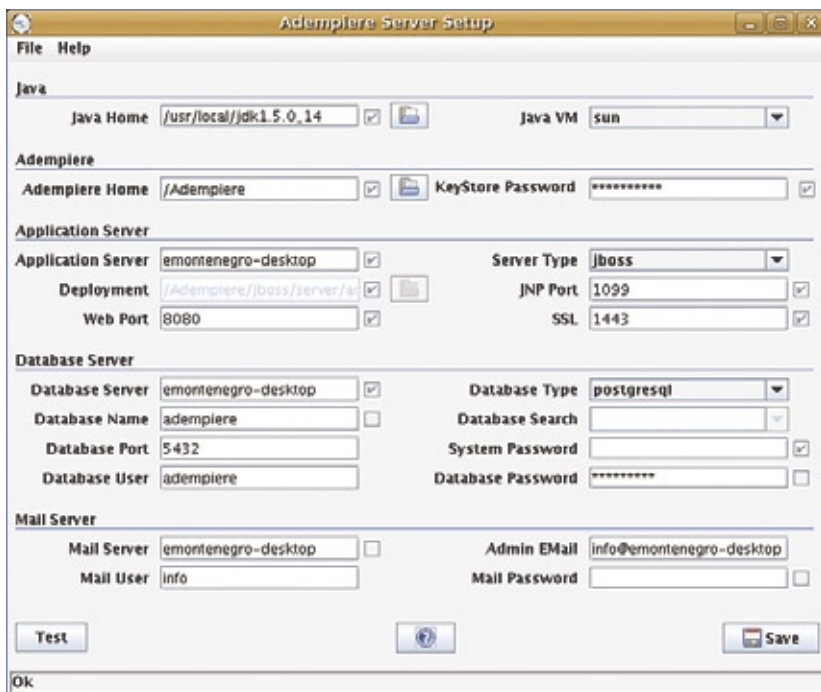 Adempiere Server Setup
File Help
Java
Java Home /usr/local/jdk1.5.0_14 Java VM sun
Adempiere
Adempiere Home /Adempiere KeyStore Password **********
Application Server
Application Server emontenegro-desktop Server Type jboss
Deployment /Adempiere/jboss/server/a JNP Port 1099
Web Port 8080 SSL 1443
Database Server
Database Server emontenegro-desktop Database Type postgresql
Database Name adempiere Database Search
Database Port 5432 System Password
Database User adempiere Database Password *********
Mail Server
Mail Server emontenegro-desktop Admin EMail info@emontenegro-desktop
Mail User info Mail Password
Test Save
Ok